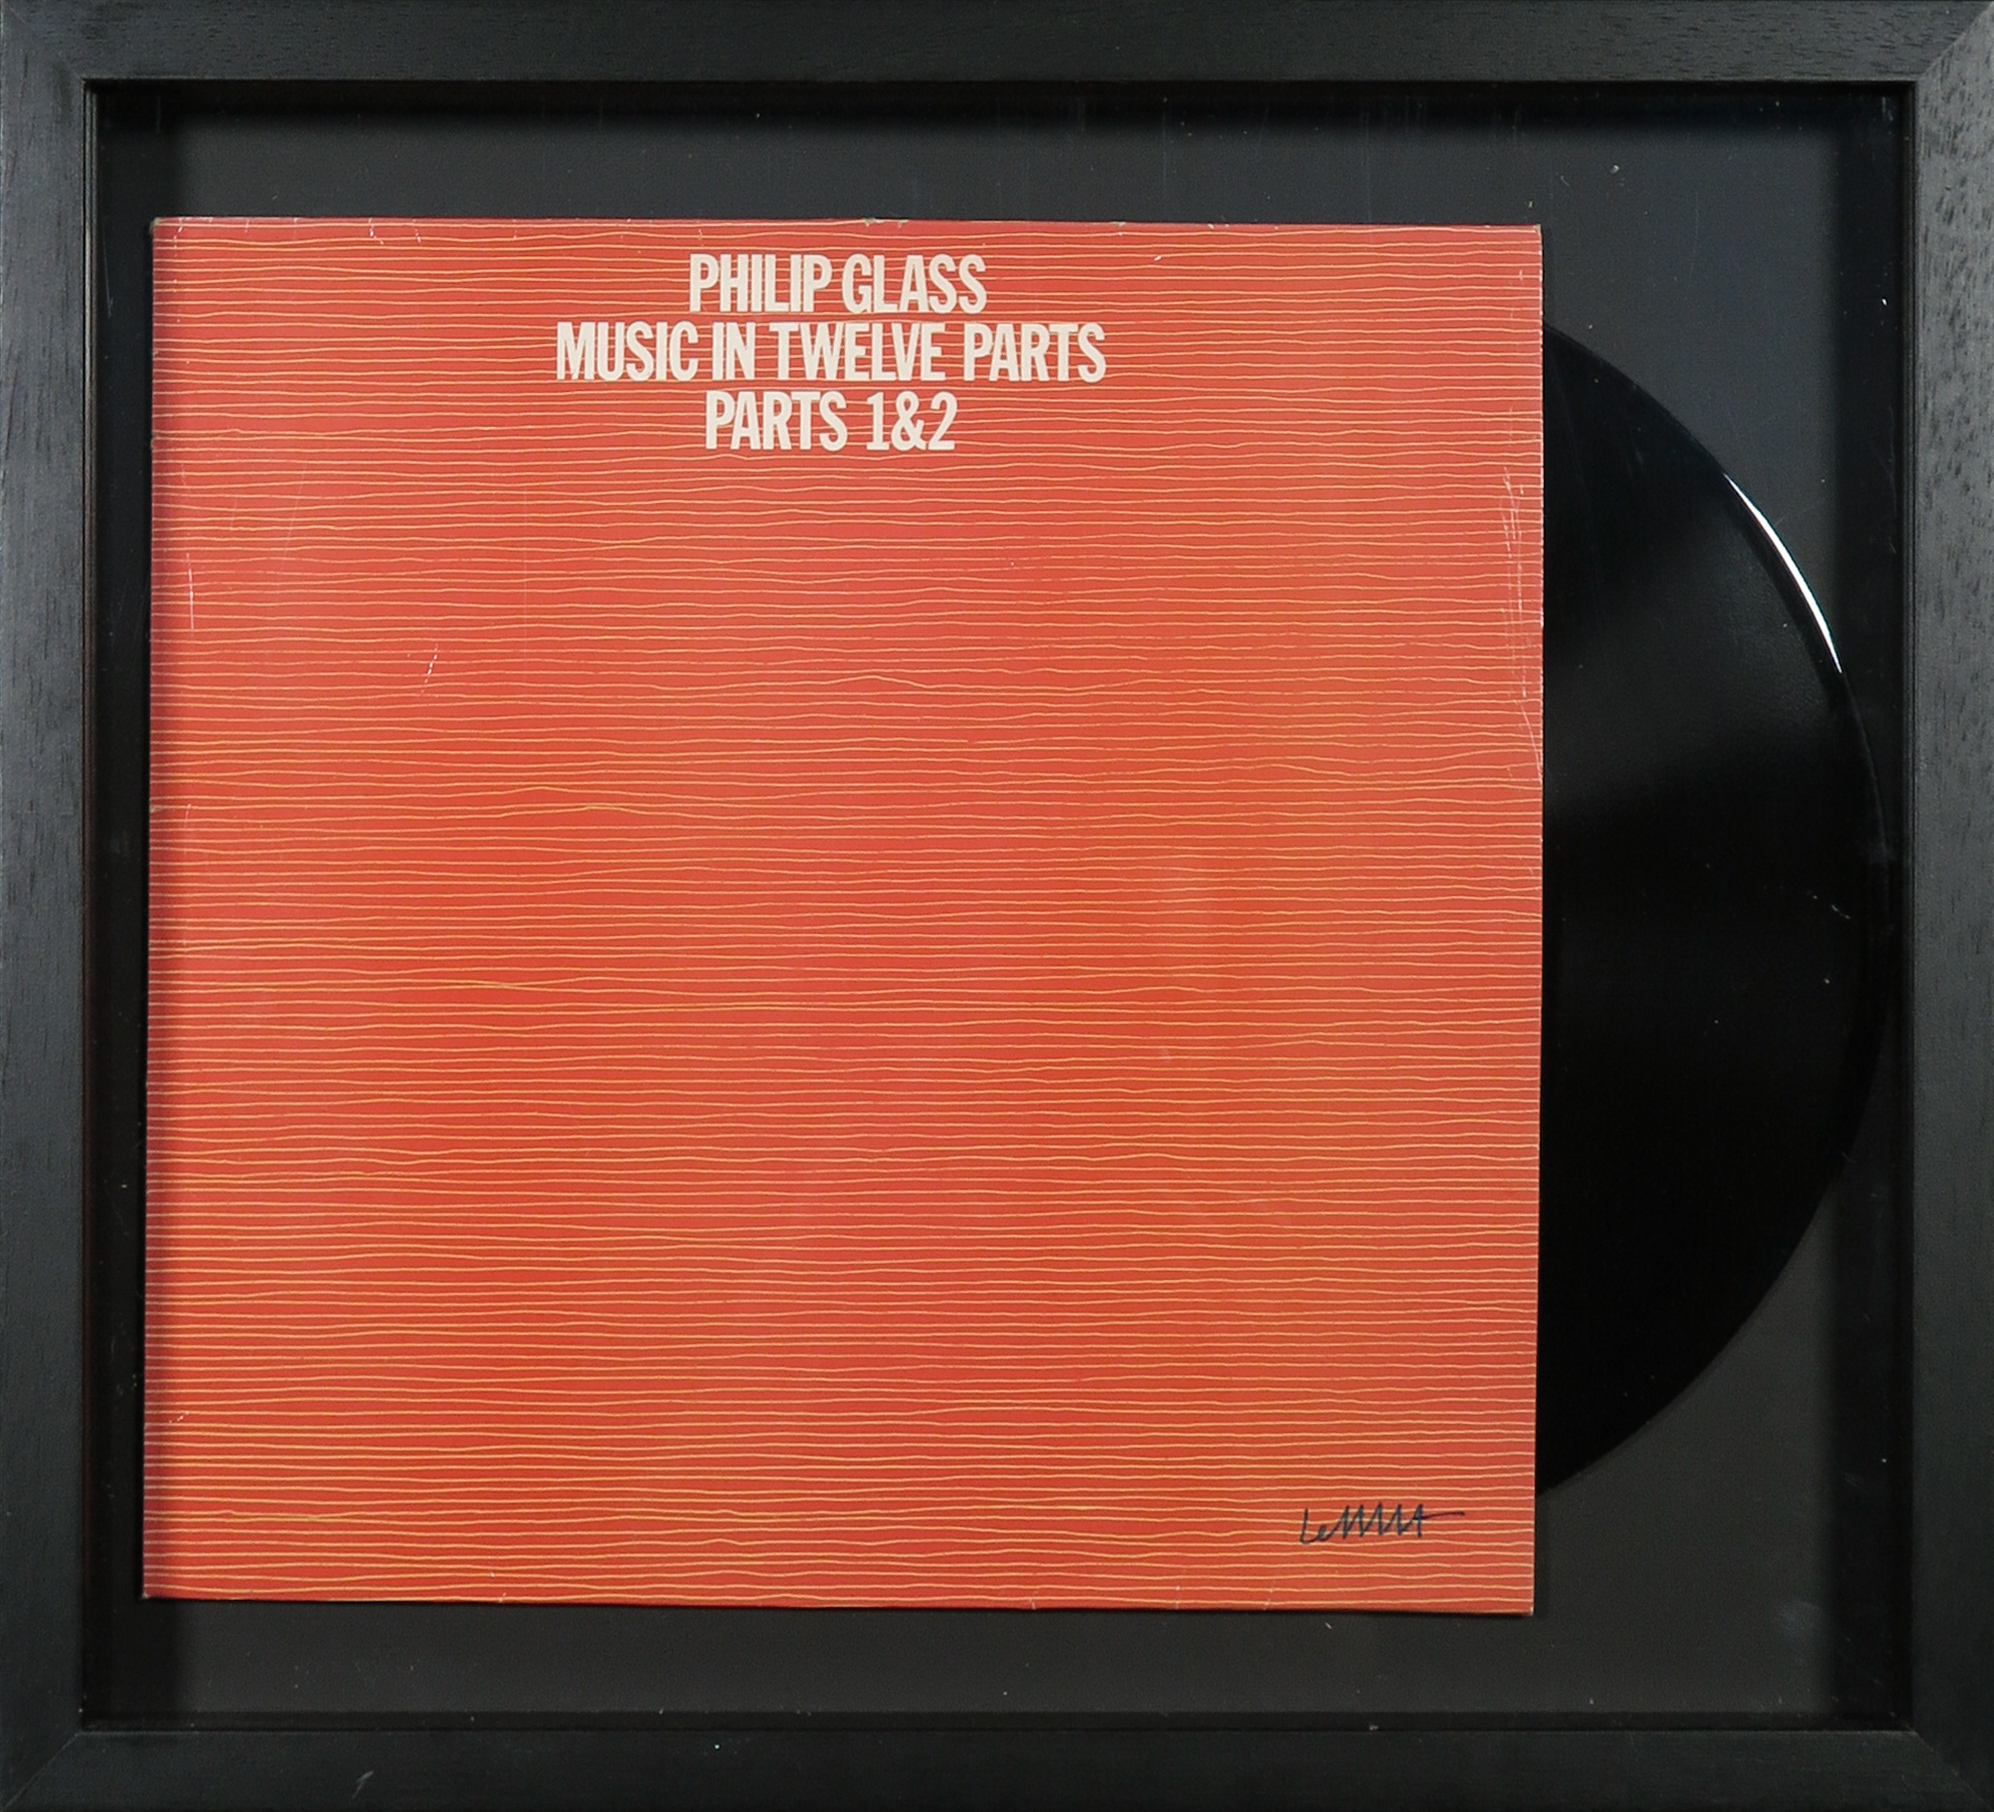 PHILIP GLASS
MUSIC IN TWELVE PARTS
PARTS 1&2